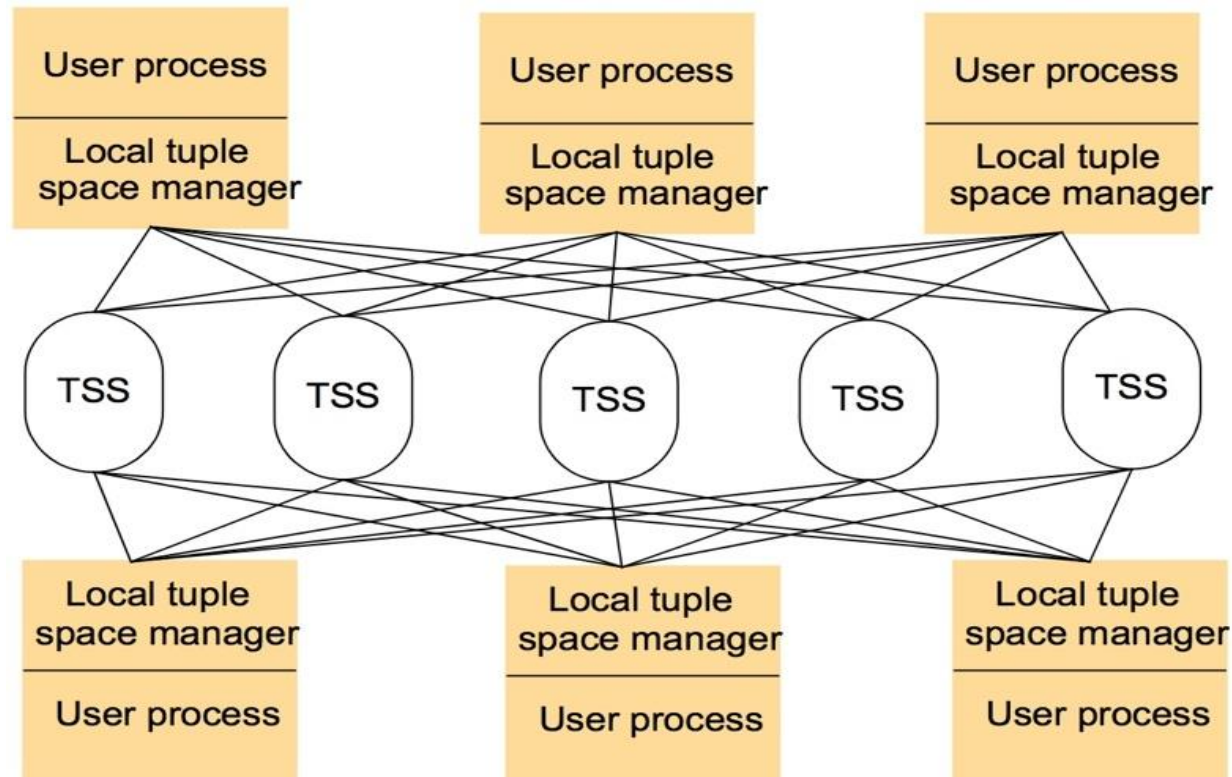 User process
Local tuple
space manager
User process
Local tuple
space manager
User process
Local tuple
space manager
TSS
TSS
TSS
TSS
TSS
Local tuple
space manager
User process
Local tuple
space manager
User process
Local tuple
space manager
User process